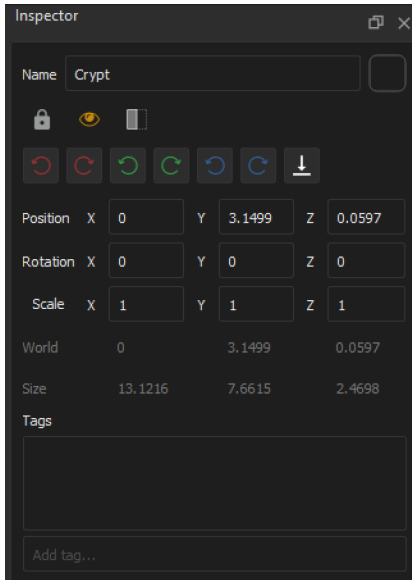 Inspector
Name Crypt
Position X 0 Y 3.1499 Z 0.0597
Rotation X 0 Y 0 Z 0
Scale X 1 Y 1 Z 1
World 0 3.1499 0.0597
Size 13.1216 7.6615 2.4698
Tags
Add tag...